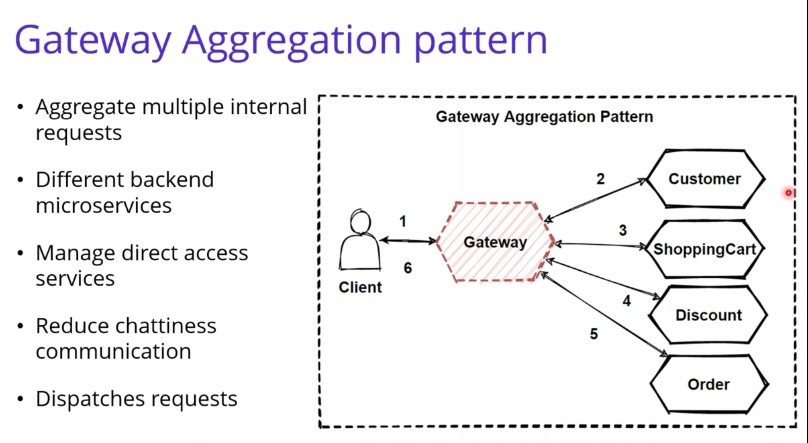 Gateway Aggregation pattern
• Aggregate multiple internal
requests
• Different backend
microservices
• Manage direct access
services
• Reduce chattiness
communication
• Dispatches requests
Gateway Aggregation Pattern
Client
1
6
Gateway
2
3
4
5
Customer
ShoppingCart
Discount
Order